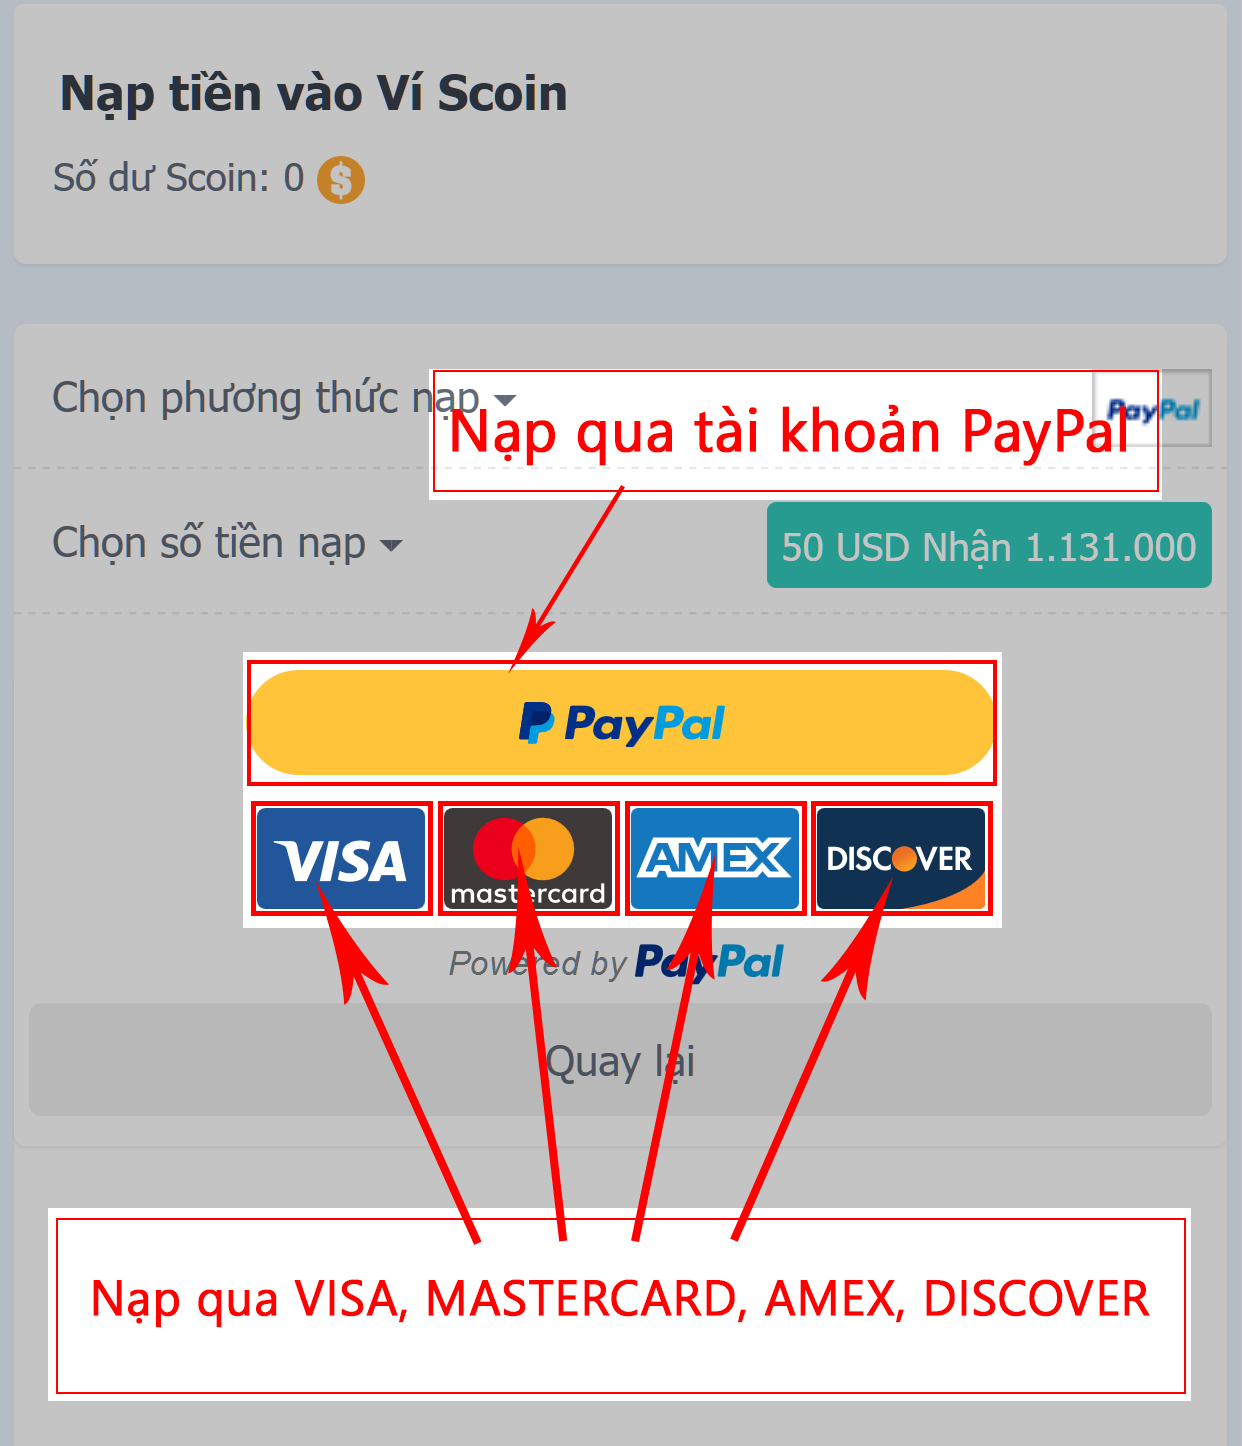 Nạp tiền vào Ví Scoin
Số dư Scoin: 0 $
Chọn phương thức nạp
PayPal
Nạp qua tài khoản PayPal
Chọn số tiền nạp
50 USD Nhận 1.131.000
PayPal
VISA
mastercard
AMEX
DISCOVER
Powered by PayPal
Quay lại
Nạp qua VISA, MASTERCARD, AMEX, DISCOVER